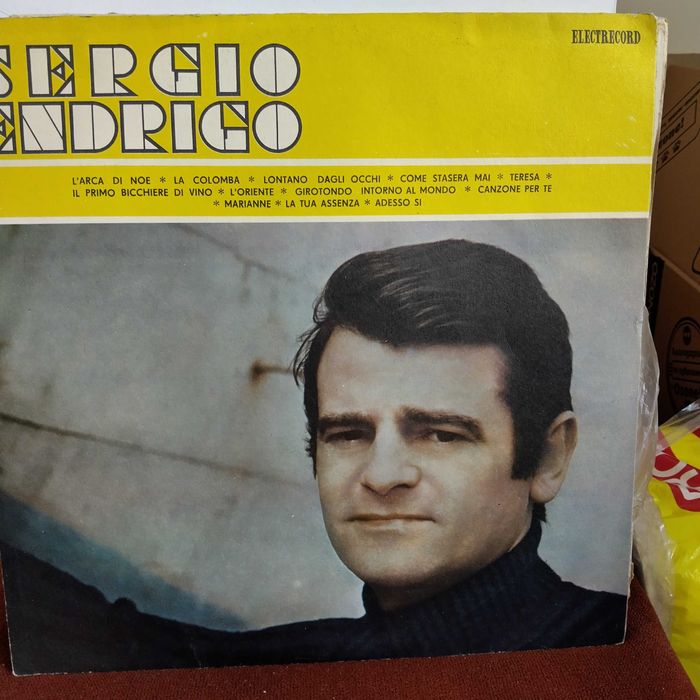 SERGIO
ENDRIGO
ELECTRECORD
L'ARCA DI NOE * LA COLOMBA * LONTANO DAGLI OCCHI * COME STASERA MAI * TERESA *
IL PRIMO BICCHIERE DI VINO * L'ORIENTE * GIROTONDO INTORNO AL MONDO * CANZONE PER TE
* MARIANNE * LA TUA ASSENZA * ADESSO SI